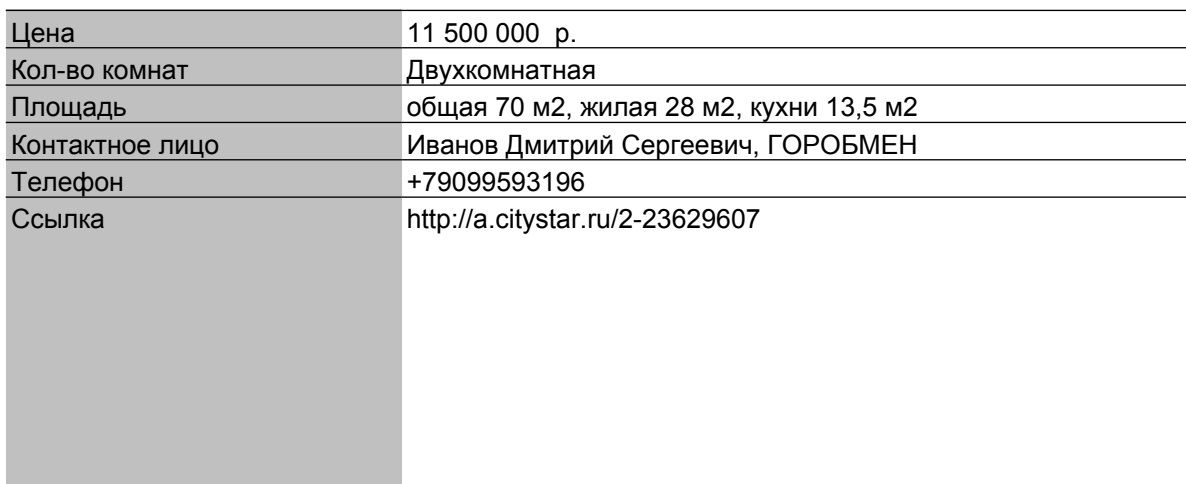 Цена 11 500 000 р.
Кол-во комнат Двухкомнатная
Площадь общая 70 м2, жилая 28 м2, кухни 13,5 м2
Контактное лицо Иванов Дмитрий Сергеевич, ГОРОБМЕН
Телефон +79099593196
Ссылка http://a.citystar.ru/2-23629607